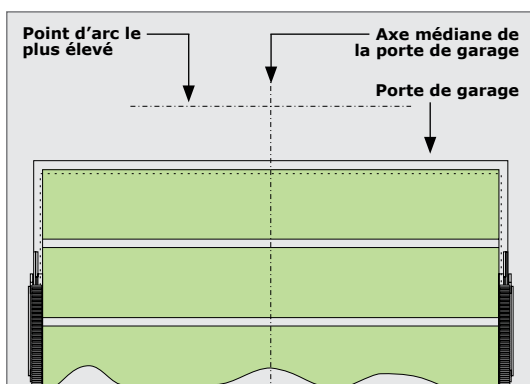 Point d’arc le
plus élevé
Axe médiane de
la porte de garage
Porte de garage